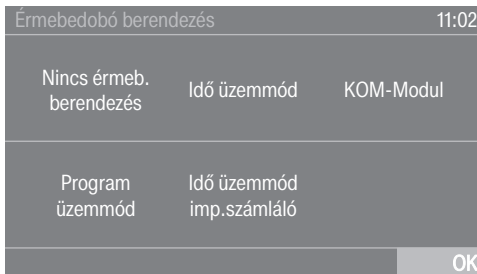 Érmebedobó berendezés 11:02
Nincs érmeb. berendezés
Idő üzemmód
KOM-Modul
Program üzemmód
Idő üzemmód imp.számláló
OK